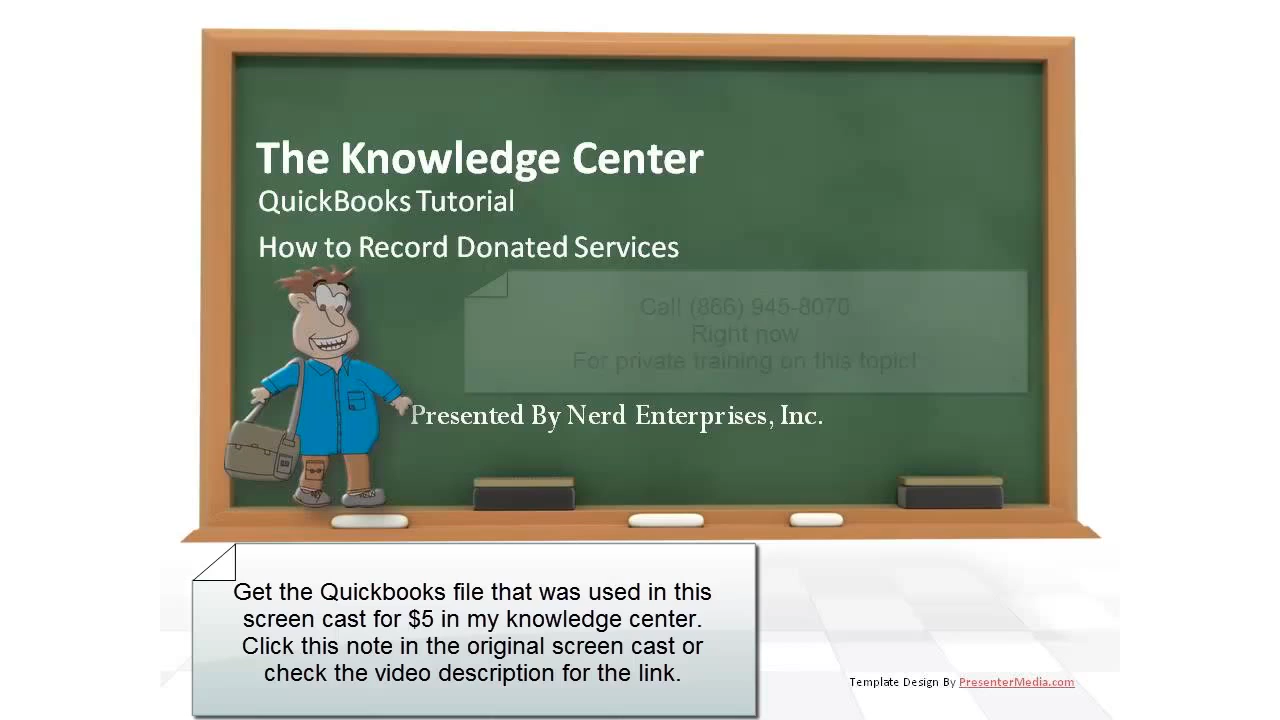 The Knowledge Center
QuickBooks Tutorial
How to Record Donated Services
Call (866) 945-8070
Right now
For private training on this topic!
Presented By Nerd Enterprises, Inc.
Get the Quickbooks file that was used in this
screen cast for $5 in my knowledge center.
Click this note in the original screen cast or
check the video description for the link.
Template Design By PresenterMedia.com